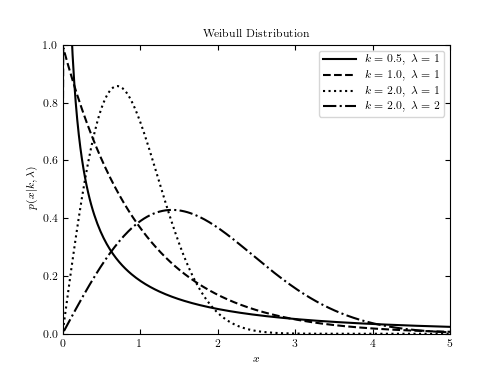 Weibull Distribution
k = 0.5, λ = 1
k = 1.0, λ = 1
k = 2.0, λ = 1
k = 2.0, λ = 2
p(x|k, λ)
1.0
0.8
0.6
0.4
0.2
0.0
0 1 2 3 4 5
x